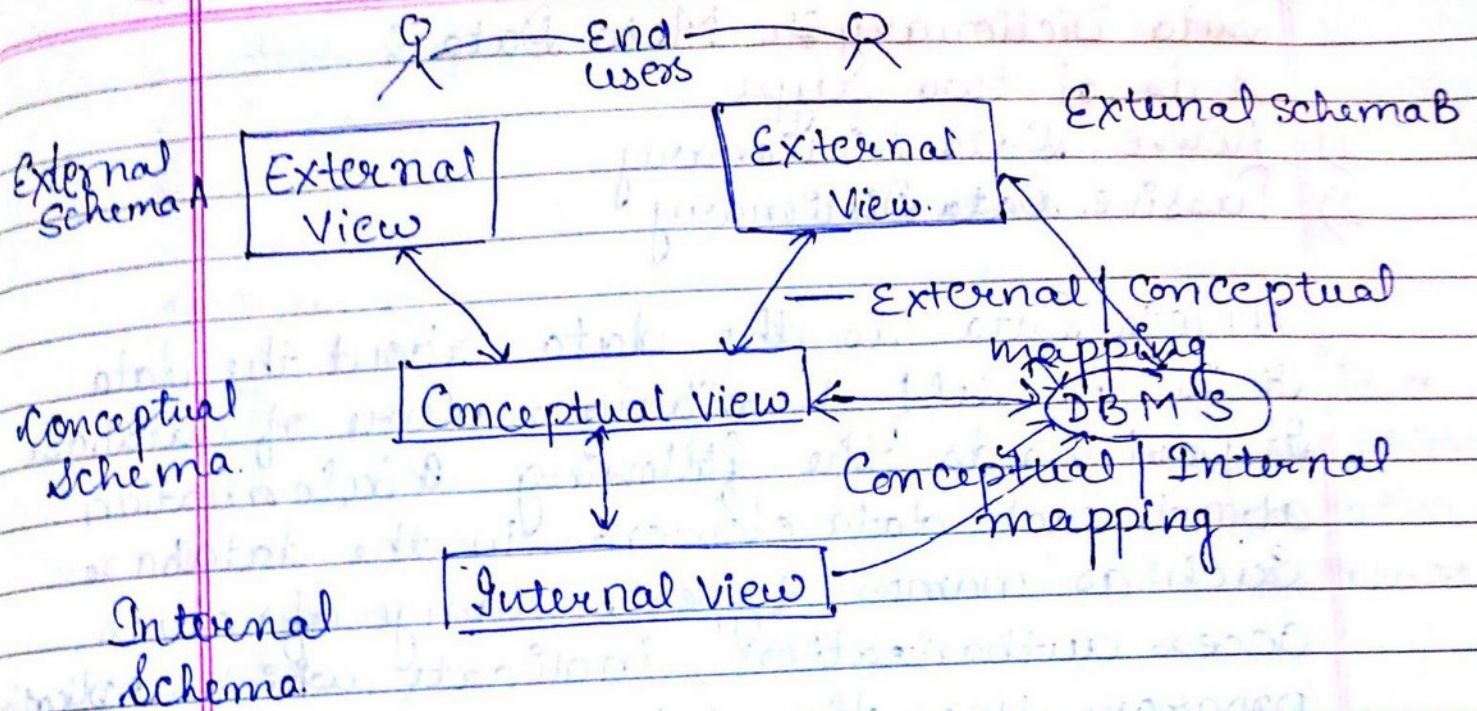 End
users
External Schema B
External
Schema A
External
View
External
View.
External | Conceptual
mapping
Conceptual
Schema.
Conceptual View
DBMS
Conceptual | Internal
mapping.
Internal View
Internal
Schema.